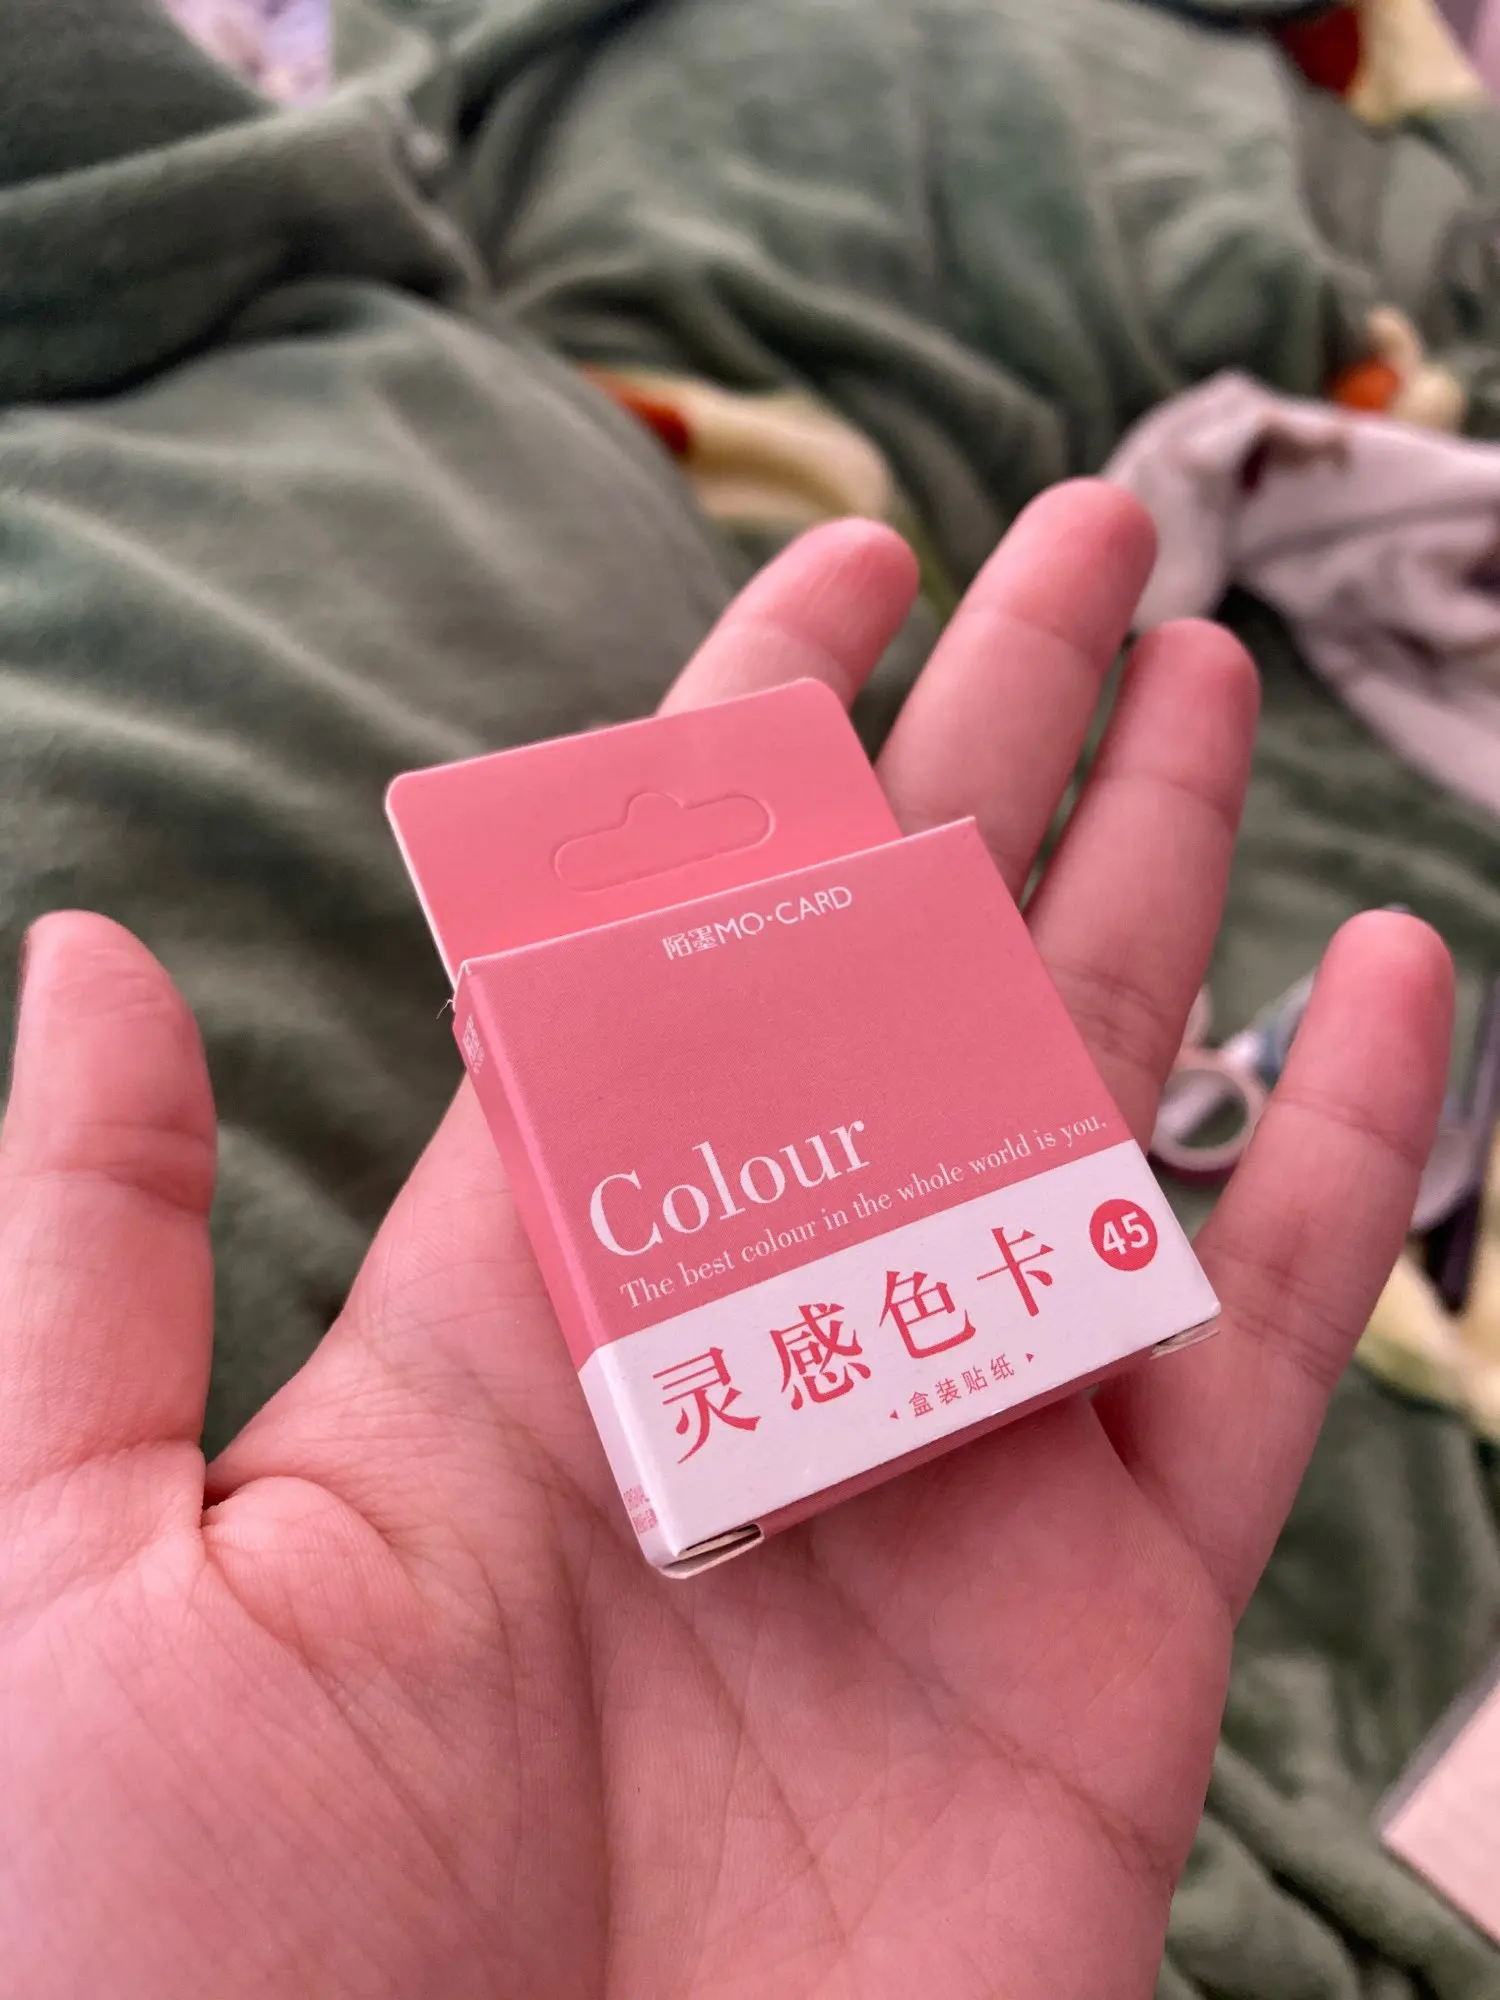 陌墨MO·CARD
Colour
The best colour in the whole world is you.
灵感色卡 45
盒装贴纸